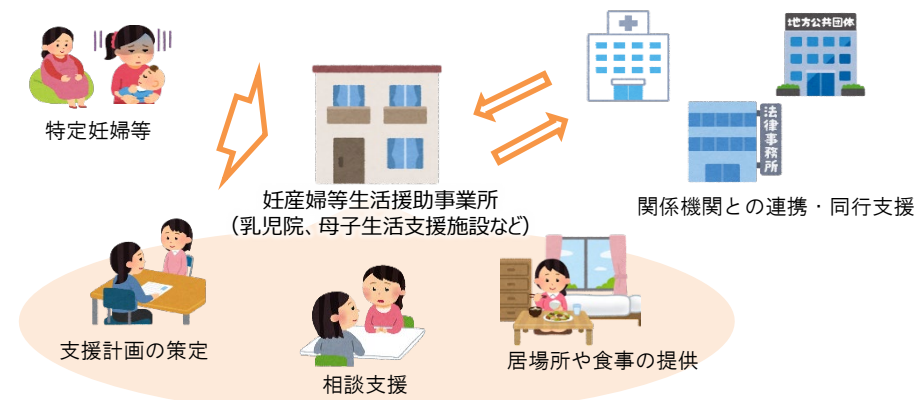 特定妊婦等
地方公共団体
法律事務所
妊産婦等生活援助事業所
（乳児院、母子生活支援施設など）
関係機関との連携・同行支援
支援計画の策定
相談支援
居場所や食事の提供